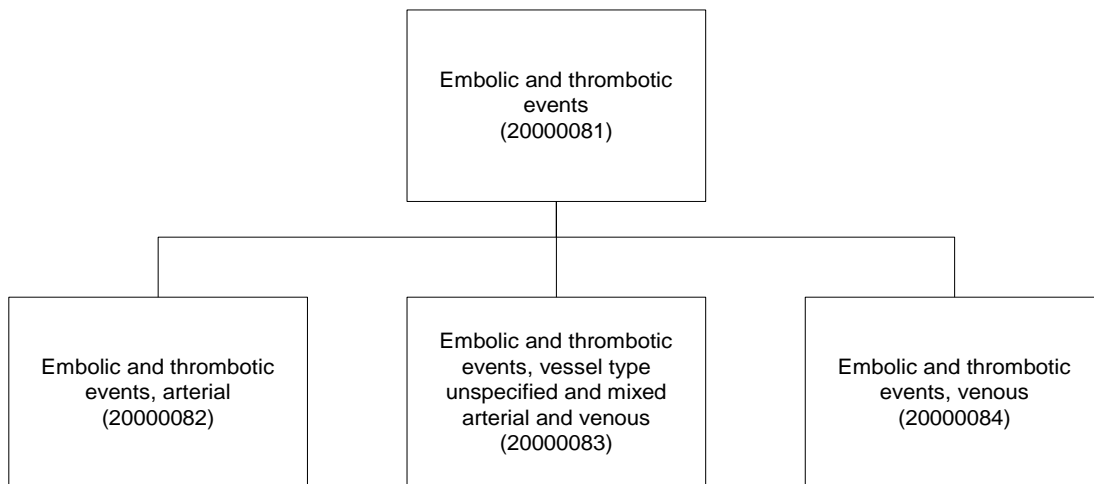 Embolic and thrombotic
events
(20000081)
Embolic and thrombotic
events, arterial
(20000082)
Embolic and thrombotic
events, vessel type
unspecified and mixed
arterial and venous
(20000083)
Embolic and thrombotic
events, venous
(20000084)